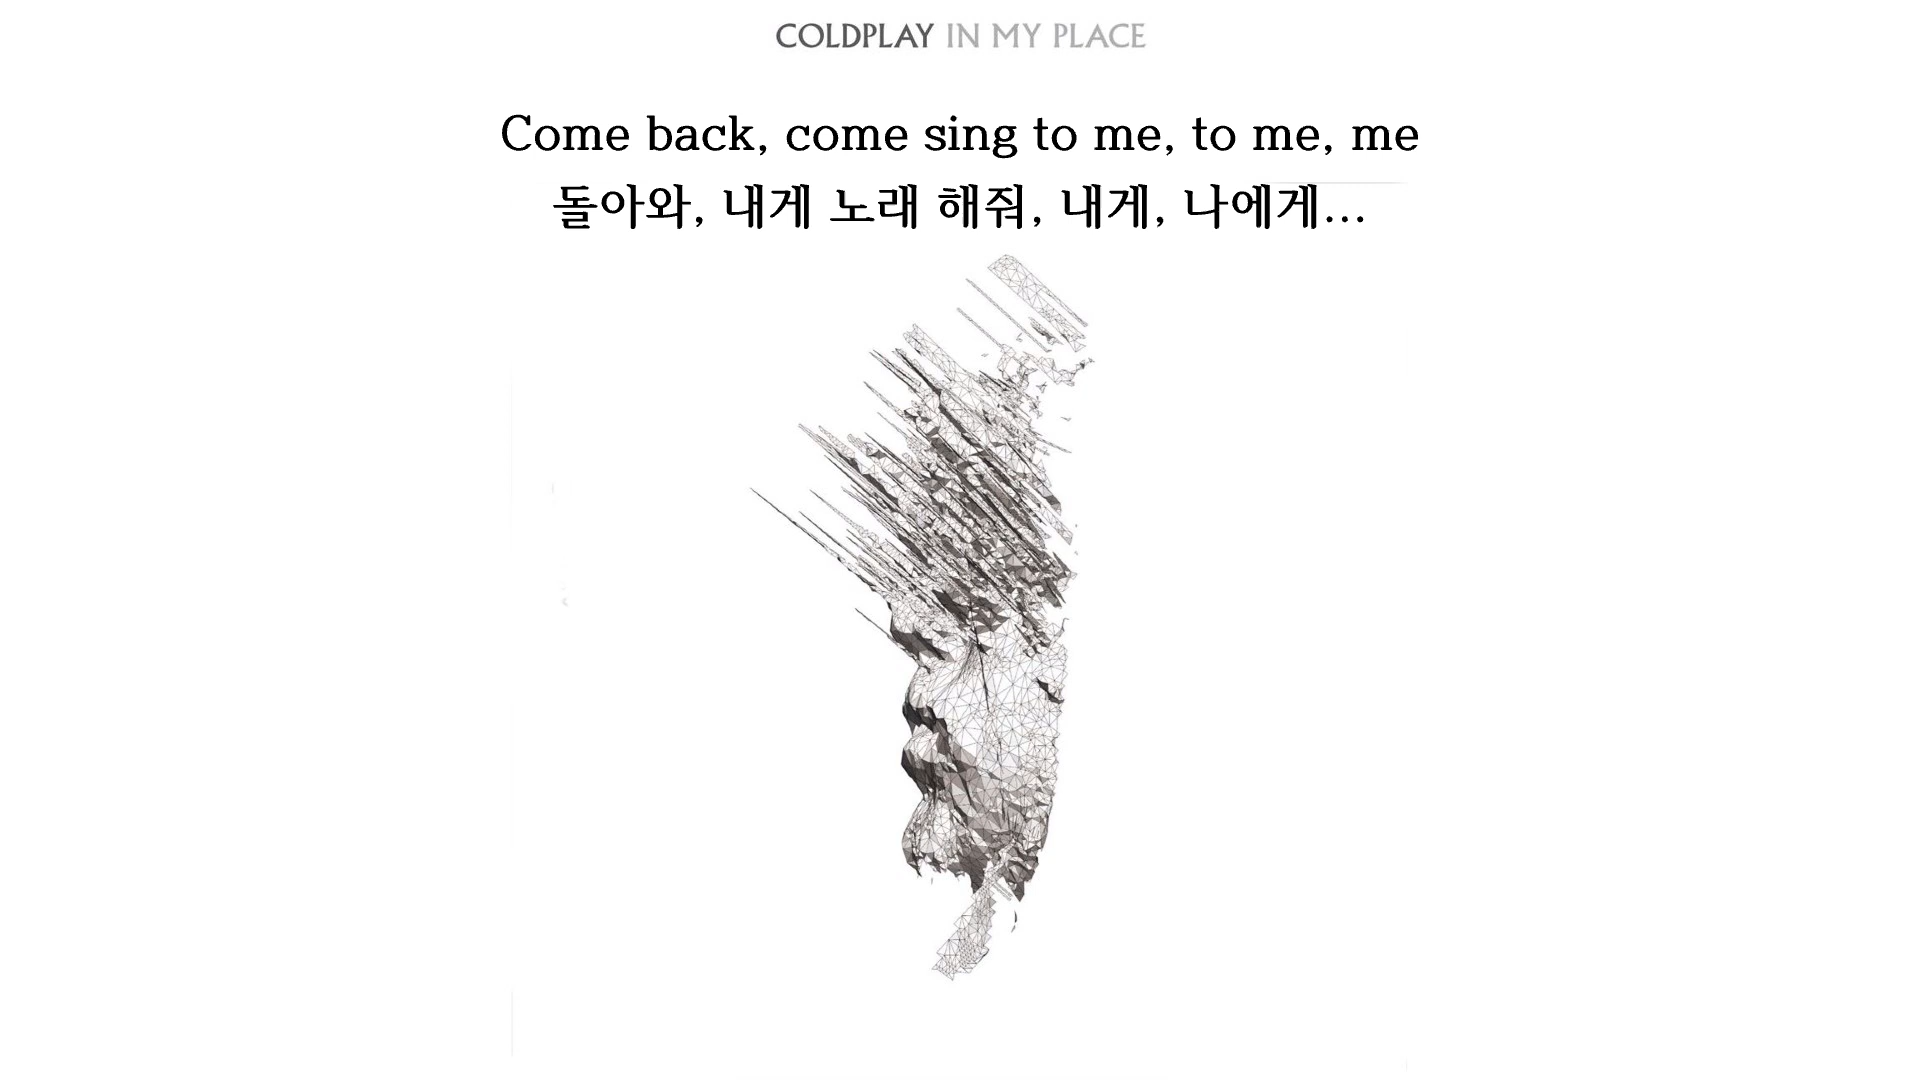 COLDPLAY IN MY PLACE
Come back, come sing to me, to me, me
돌아와, 내게 노래 해줘, 내게, 나에게...